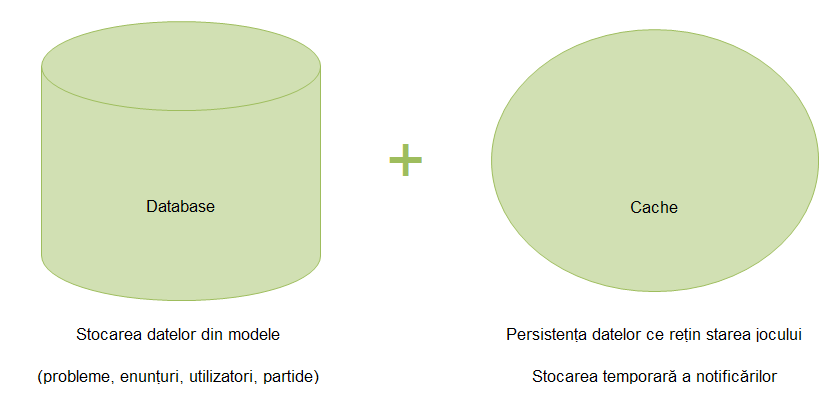 Database
Cache
Stocarea datelor din modele
(probleme, enunțuri, utilizatori, partide)
Persistența datelor ce rețin starea jocului
Stocarea temporară a notificărilor